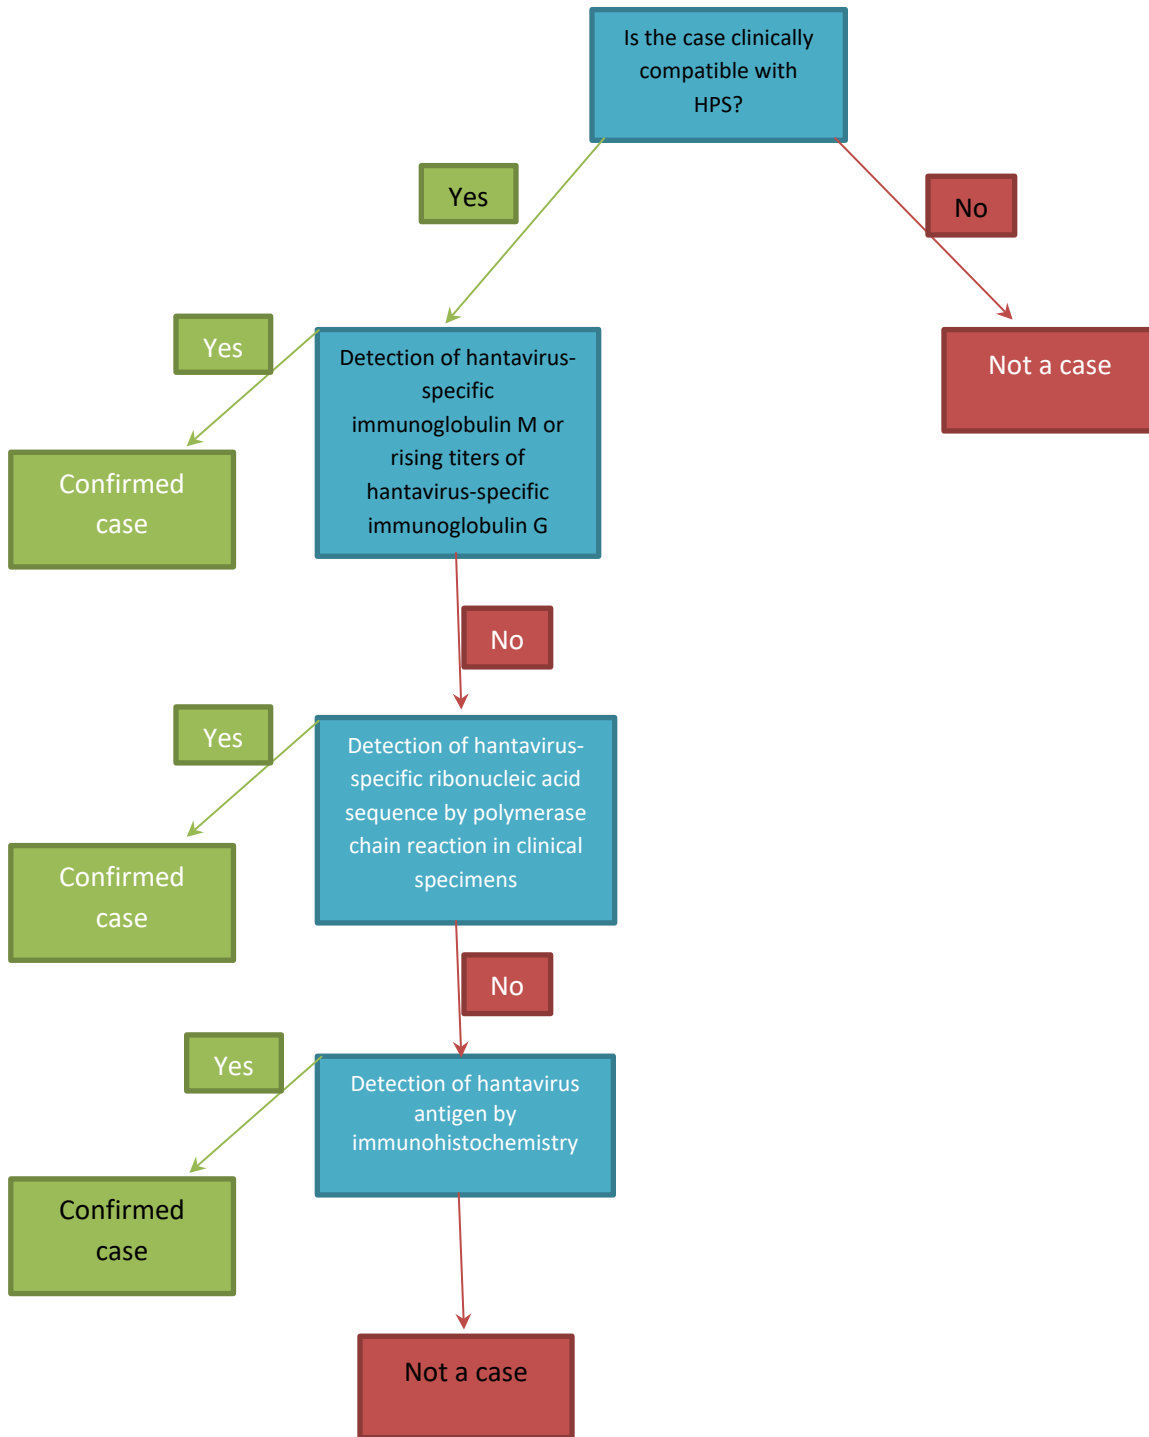 Is the case clinically
compatible with
HPS?
Yes
No
Yes
Detection of hantavirus-
specific
immunoglobulin M or
rising titers of
hantavirus-specific
immunoglobulin G
Not a case
Confirmed
case
No
Yes
Detection of hantavirus-
specific ribonucleic acid
sequence by polymerase
chain reaction in clinical
specimens
Confirmed
case
No
Yes
Detection of hantavirus
antigen by
immunohistochemistry
Confirmed
case
Not a case